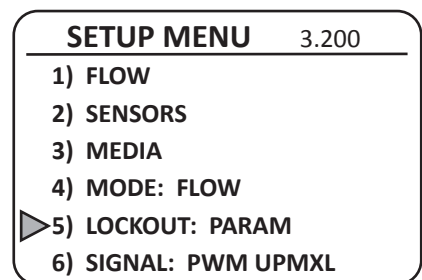 SETUP MENU 3.200
1) FLOW
2) SENSORS
3) MEDIA
4) MODE: FLOW
5) LOCKOUT: PARAM
6) SIGNAL: PWM UPMXL